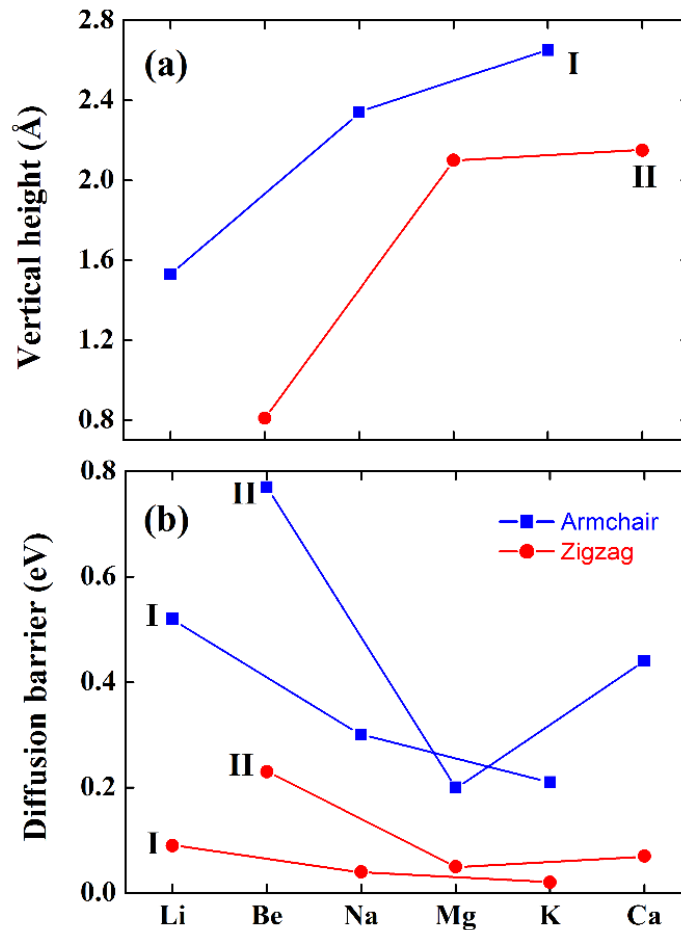 (a)
Vertical height (Å)
2.8
2.4
2.0
1.6
1.2
0.8
I
II
(b)
Diffusion barrier (eV)
0.8
0.6
0.4
0.2
0.0
II
I
II
I
Armchair
Zigzag
Li Be Na Mg K Ca